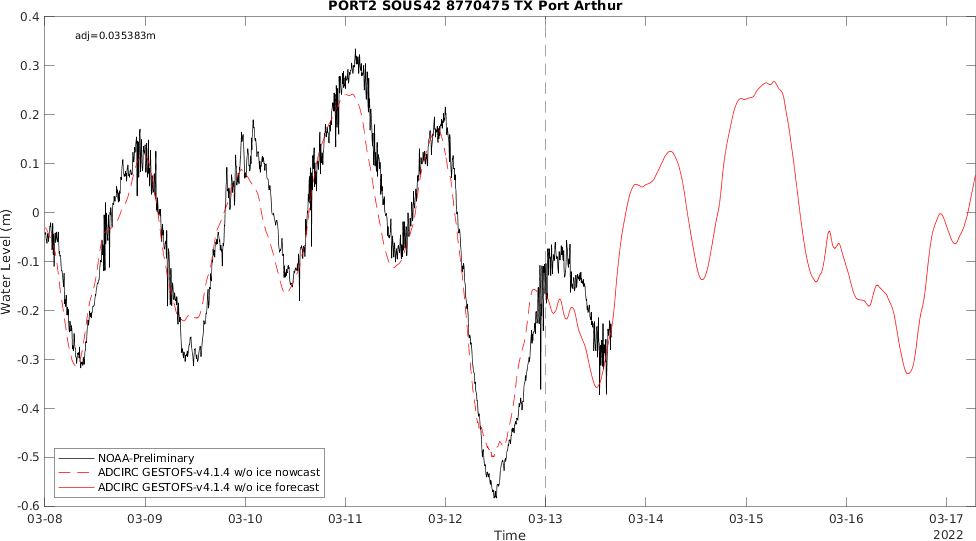 PORT2 SOUS42 8770475 TX Port Arthur
adj=0.035383m
0.4
0.3
0.2
0.1
0
-0.1
-0.2
-0.3
-0.4
-0.5
-0.6
Water Level (m)
NOAA-Preliminary
ADCIRC GESTOFS-v4.1.4 w/o ice nowcast
ADCIRC GESTOFS-v4.1.4 w/o ice forecast
03-08 03-09 03-10 03-11 03-12 03-13 03-14 03-15 03-16 03-17
Time
2022